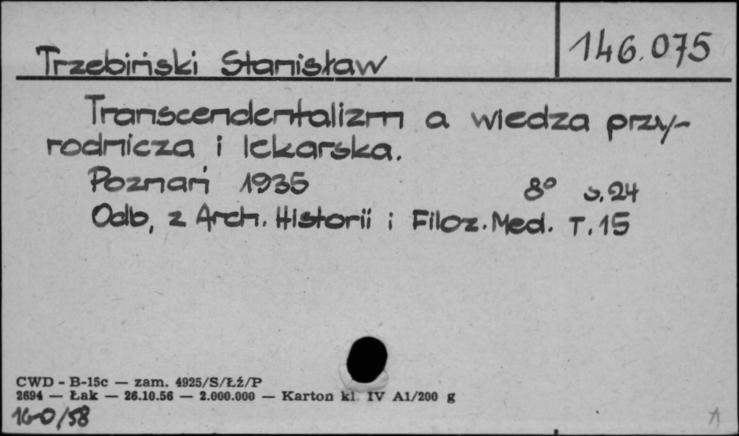 Trzebiński Stanisław
146.075
Transcendentalizm a wiedza przy-
rodnicza i lekarska.
Poznań 1935 8° s.24
Odb, z Arch. Historii i Filoz. Med. T.15
CWD - B-15c — zam. 4925/S/Łź/P
2694 — Łak — 26.10.56 — 2.000.000 — Karton kl IV A1/200 g
160/58